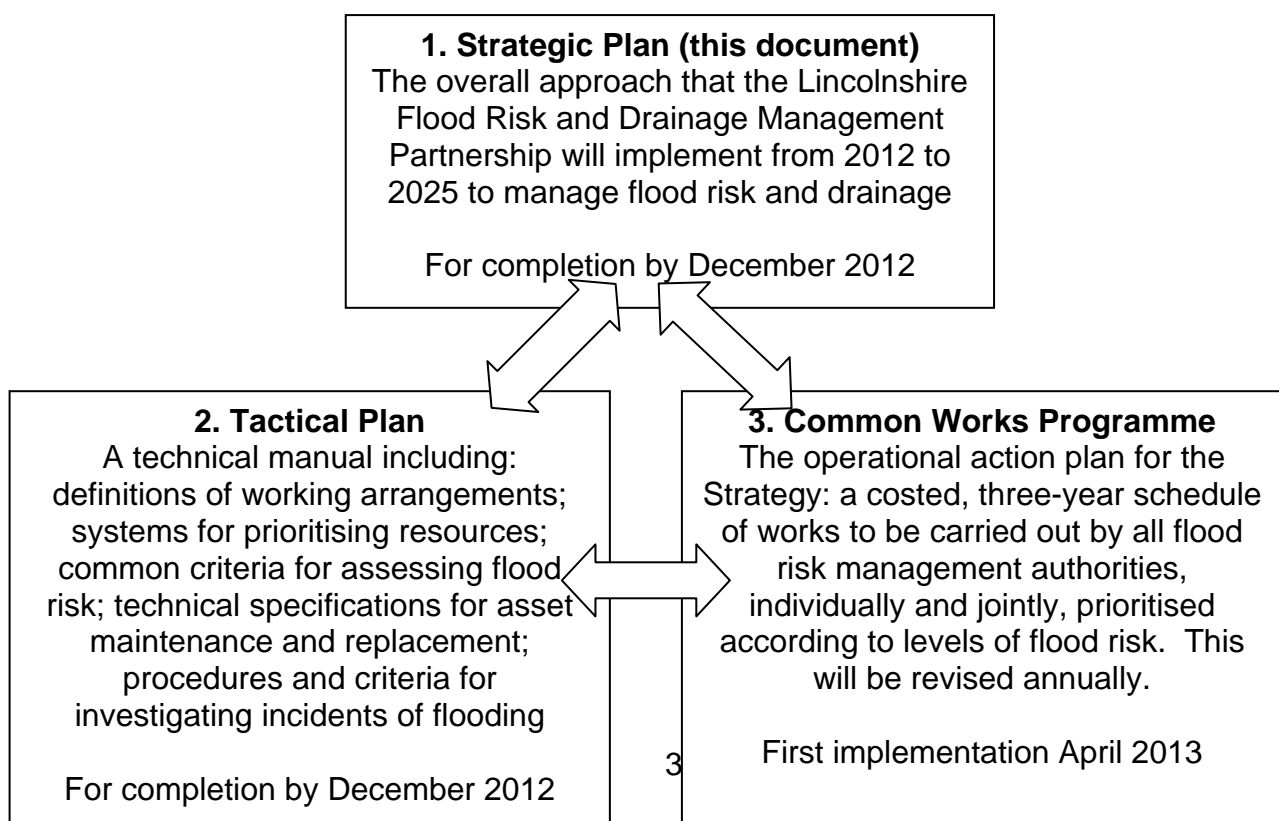 1. Strategic Plan (this document)
The overall approach that the Lincolnshire
Flood Risk and Drainage Management
Partnership will implement from 2012 to
2025 to manage flood risk and drainage
For completion by December 2012
2. Tactical Plan
A technical manual including:
definitions of working arrangements;
systems for prioritising resources;
common criteria for assessing flood
risk; technical specifications for asset
maintenance and replacement;
procedures and criteria for
investigating incidents of flooding
For completion by December 2012
3. Common Works Programme
The operational action plan for the
Strategy: a costed, three-year schedule
of works to be carried out by all flood
risk management authorities,
individually and jointly, prioritised
according to levels of flood risk.  This
will be revised annually.
First implementation April 2013
3